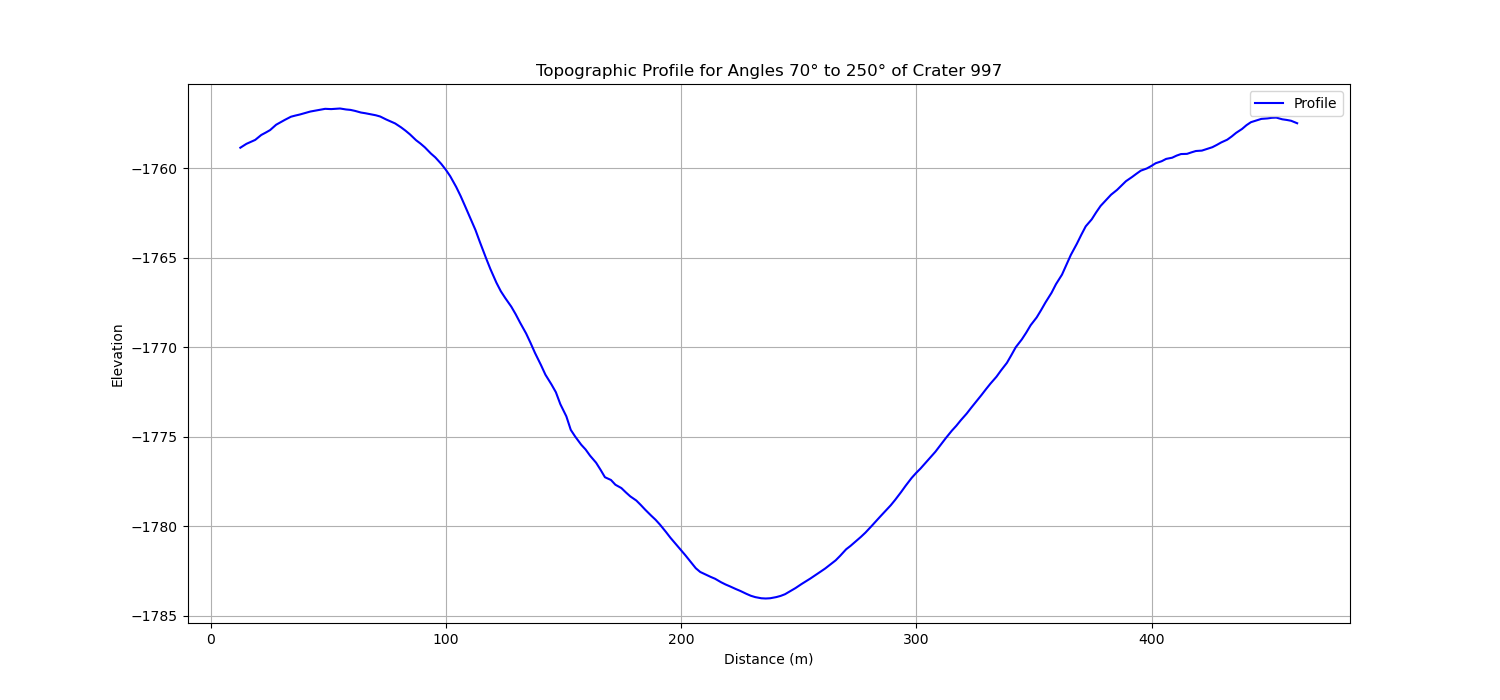 Topographic Profile for Angles 70° to 250° of Crater 997
Profile
−1760
−1765
−1770
−1775
−1780
−1785
Elevation
0 100 200 300 400
Distance (m)